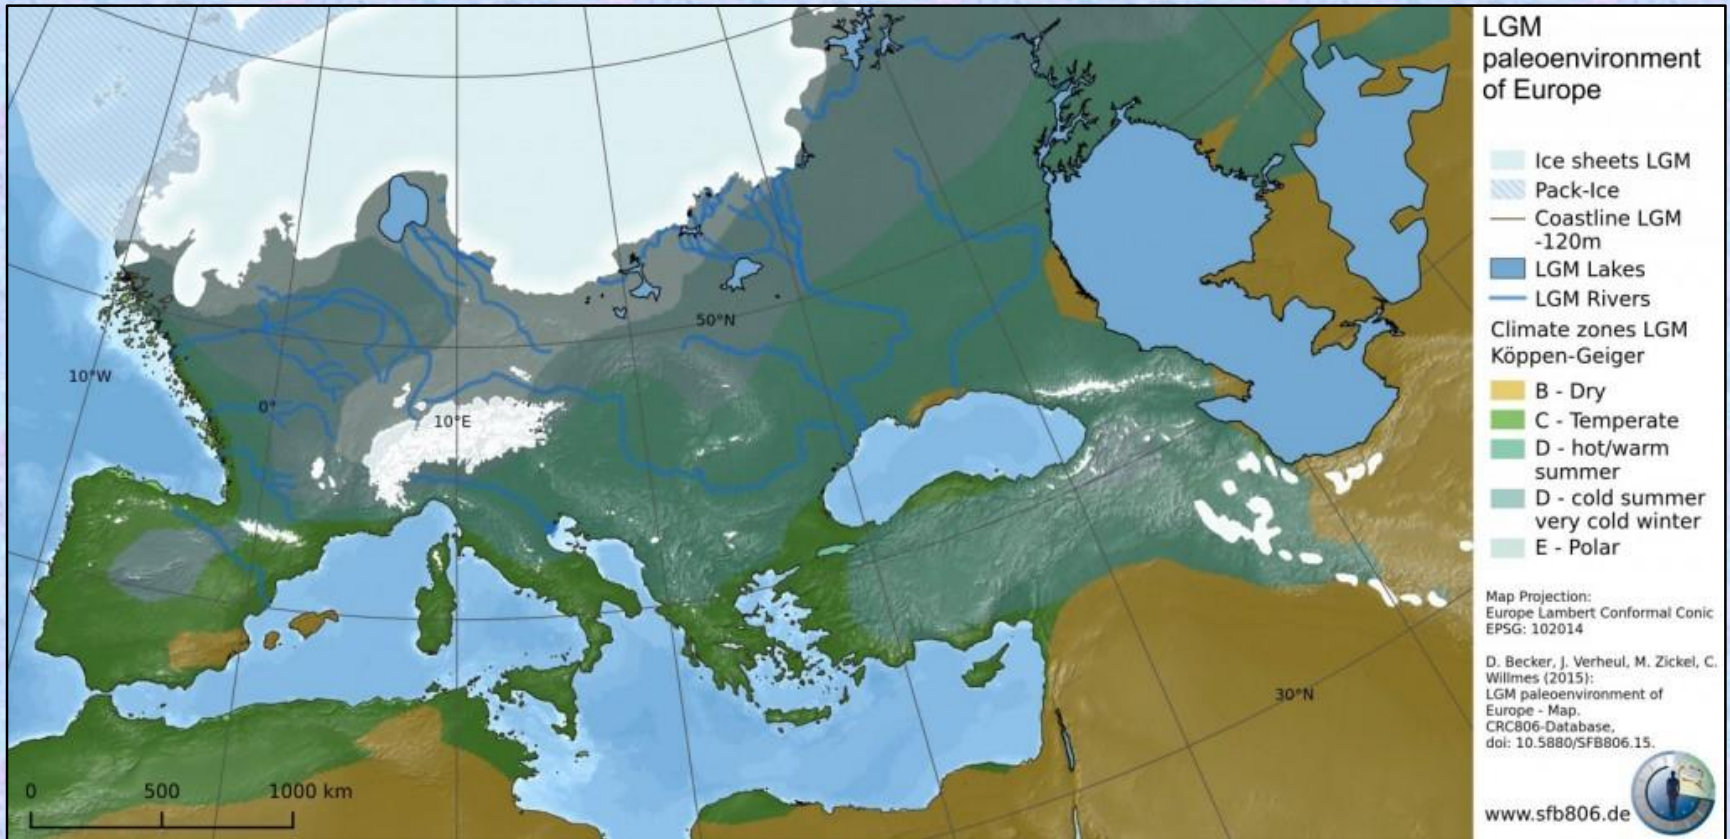 LGM
paleoenvironment
of Europe
Ice sheets LGM
Pack-Ice
Coastline LGM
-120m
LGM Lakes
LGM Rivers
Climate zones LGM
Köppen-Geiger
B - Dry
C - Temperate
D - hot/warm
summer
D - cold summer
very cold winter
E - Polar
Map Projection:
Europe Lambert Conformal Conic
EPSG: 102014
D. Becker, J. Verheul, M. Zickel, C.
Willmes (2015):
LGM paleoenvironment of
Europe - Map.
CRC806-Database,
doi: 10.5880/SFB806.15.
www.sfb806.de
50°N
10°W
0°
10°E
30°N
0 500 1000 km